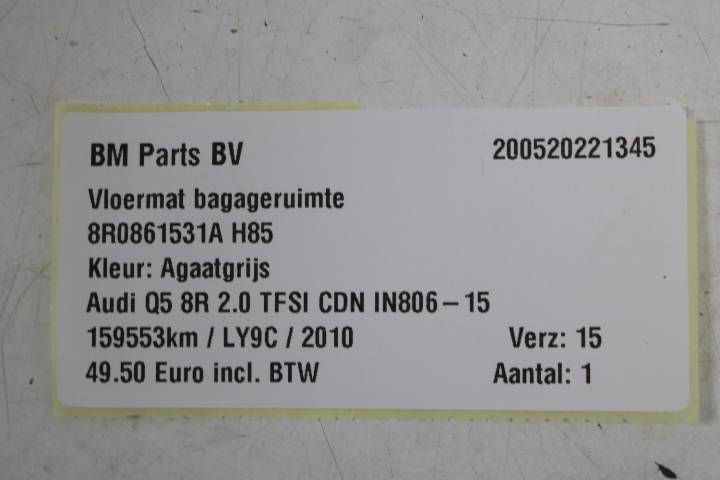 BM Parts BV 200520221345
Vloermat bagageruimte
8R0861531A H85
Kleur: Agaatgrijs
Audi Q5 8R 2.0 TFSI CDN IN806-15
159553km / LY9C / 2010 Verz: 15
49.50 Euro incl. BTW Aantal: 1